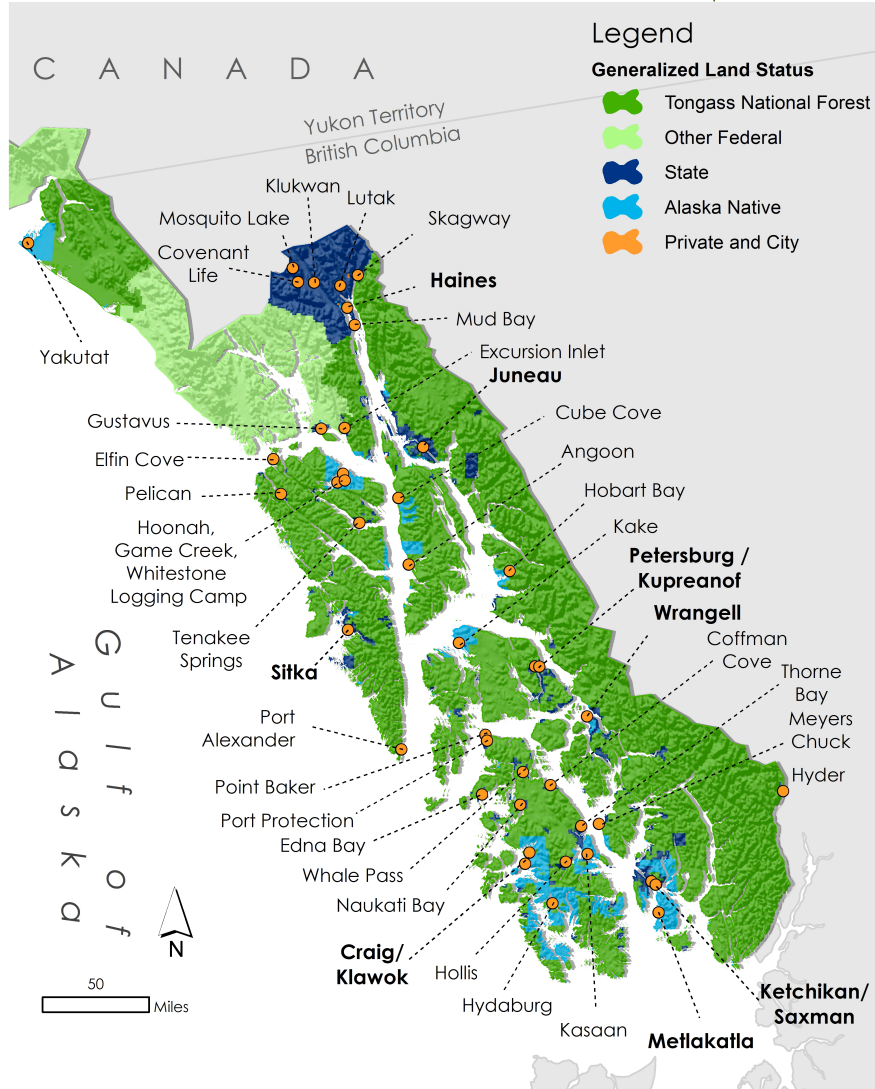 Legend
Generalized Land Status
Tongass National Forest
Other Federal
State
Alaska Native
Private and City
CANADA
Yukon Territory
British Columbia
Klukwan
Lutak
Mosquito Lake
Skagway
Covenant
Life
Haines
Mud Bay
Yakutat
Excursion Inlet
Juneau
Gustavus
Cube Cove
Elfin Cove
Angoon
Pelican
Hobart Bay
Hoonah,
Game Creek,
Whitestone
Logging Camp
Kake
Petersburg /
Kupreanof
Wrangell
Tenakee
Springs
Coffman
Cove
Sitka
Thorne
Bay
Gulf of
Alaska
Port
Alexander
Meyers
Chuck
Point Baker
Hyder
Port Protection
Edna Bay
Whale Pass
Naukati Bay
Craig/
Klawok
Hollis
Hydaburg
Kasaan
Metlakatla
Ketchikan/
Saxman
N
50
Miles